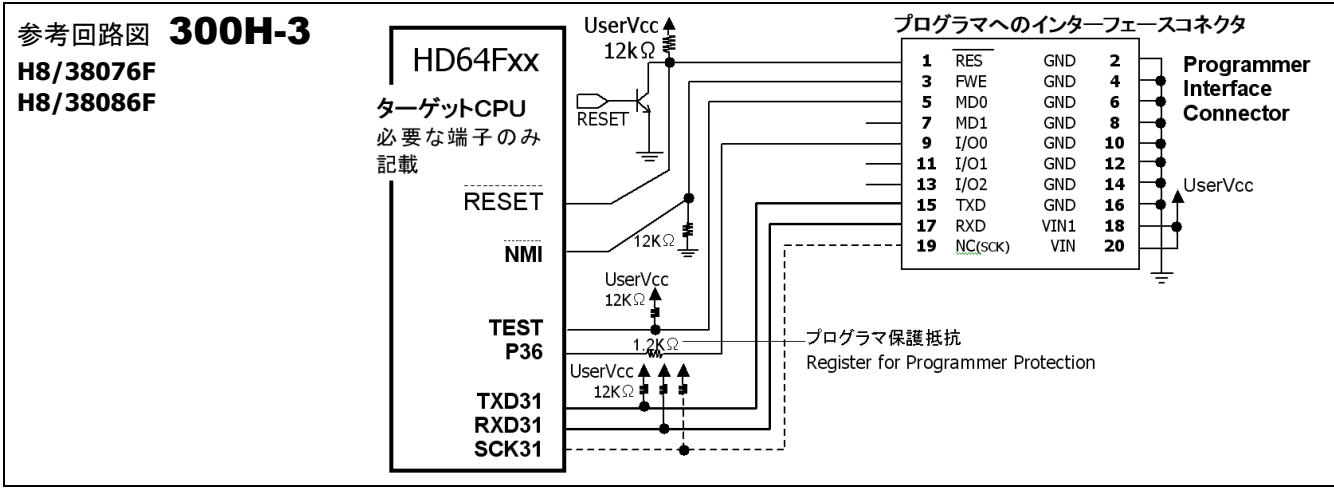 参考回路図 300H-3
H8/38076F
H8/38086F
HD64Fxx
ターゲットCPU
必要な端子のみ
記載
RESET
NMI
TEST
P36
TXD31
RXD31
SCK31
UserVcc
12kΩ
RESET
12KΩ
UserVcc
12KΩ
1.2KΩ
UserVcc
12KΩ
プログラマ保護抵抗
Register for Programmer Protection
プログラマへのインターフェースコネクタ
1 RES GND 2
3 FWE GND 4
5 MD0 GND 6
7 MD1 GND 8
9 I/O0 GND 10
11 I/O1 GND 12
13 I/O2 GND 14
15 TXD GND 16
17 RXD VIN1 18
19 NC(SCK) VIN 20
Programmer
Interface
Connector
UserVcc